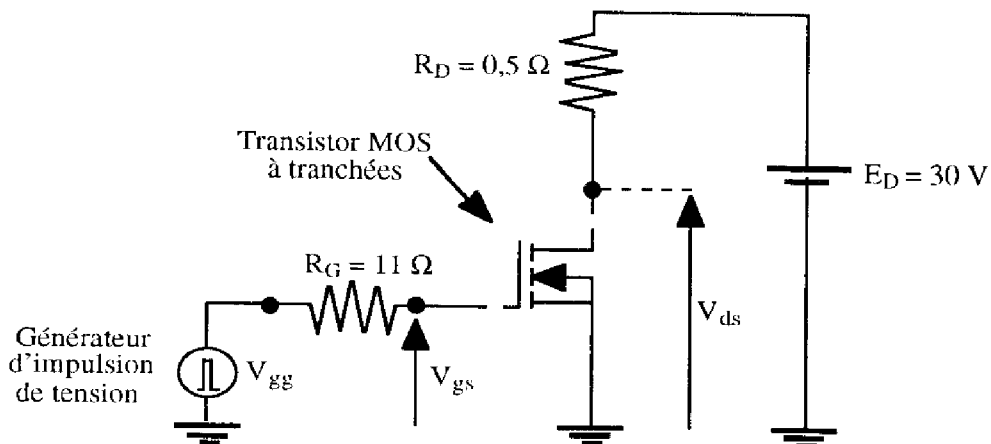 R_D = 0,5 Ω
Transistor MOS
à tranchées
E_D = 30 V
R_G = 11 Ω
V_ds
Générateur
d'impulsion
de tension
V_gg
V_gs